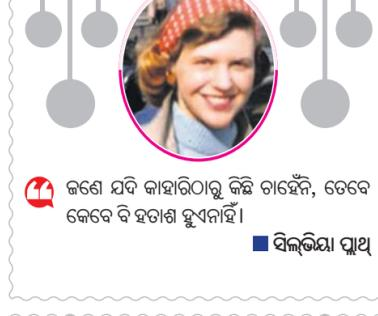 ଜଣେ ଯଦି କାହାରିଠାରୁ କିଛି ଚାହେଁନି, ତେବେ
କେବେ ବି ହତାଶ ହୁଏନାହିଁ।
ସିଲ୍‌ଭିୟା ପ୍ଲାଥ୍